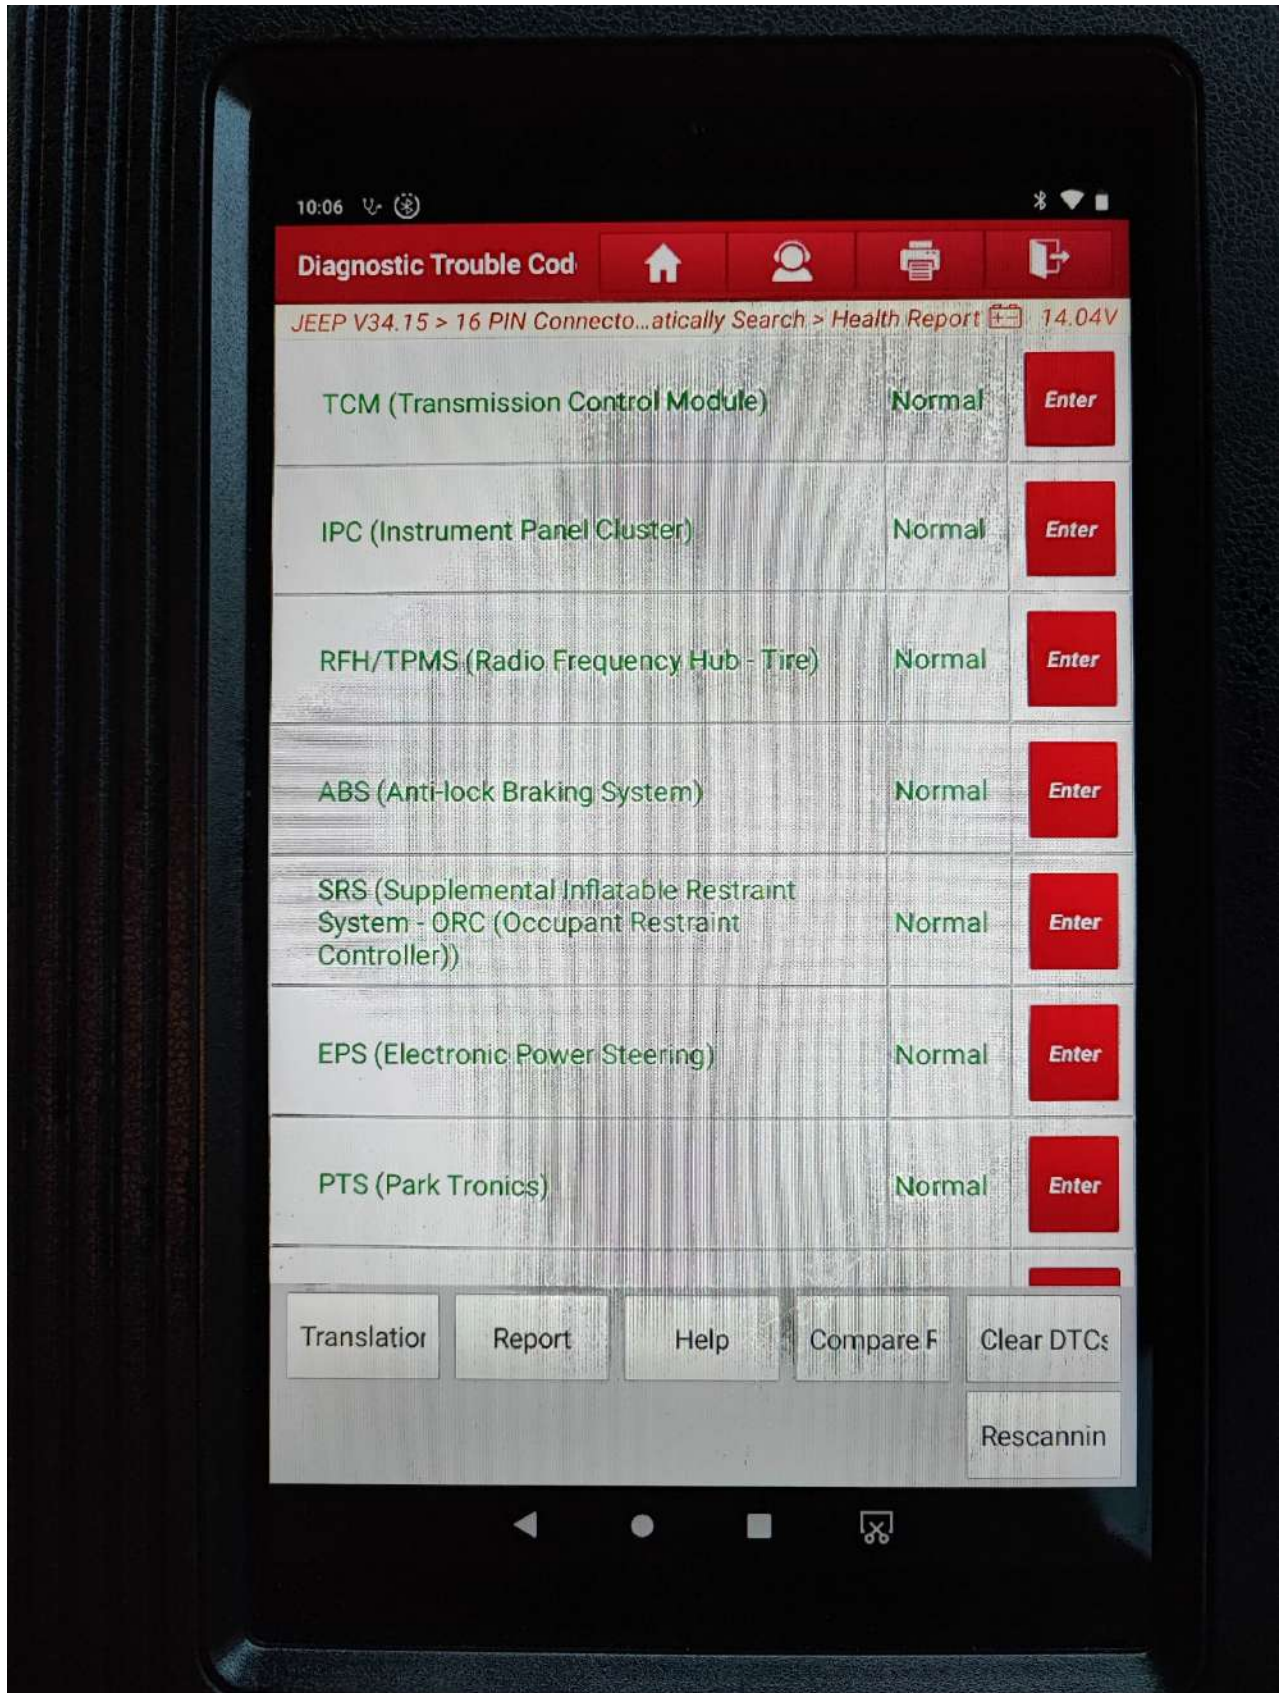 10:06
Diagnostic Trouble Cod
JEEP V34.15 > 16 PIN Connecto...atically Search > Health Report 14.04V
TCM (Transmission Control Module) Normal Enter
IPC (Instrument Panel Cluster) Normal Enter
RFH/TPMS (Radio Frequency Hub - Tire) Normal Enter
ABS (Anti-lock Braking System) Normal Enter
SRS (Supplemental Inflatable Restraint
System - ORC (Occupant Restraint
Controller)) Normal Enter
EPS (Electronic Power Steering) Normal Enter
PTS (Park Tronics) Normal Enter
Translation Report Help Compare F Clear DTCs
Rescannin